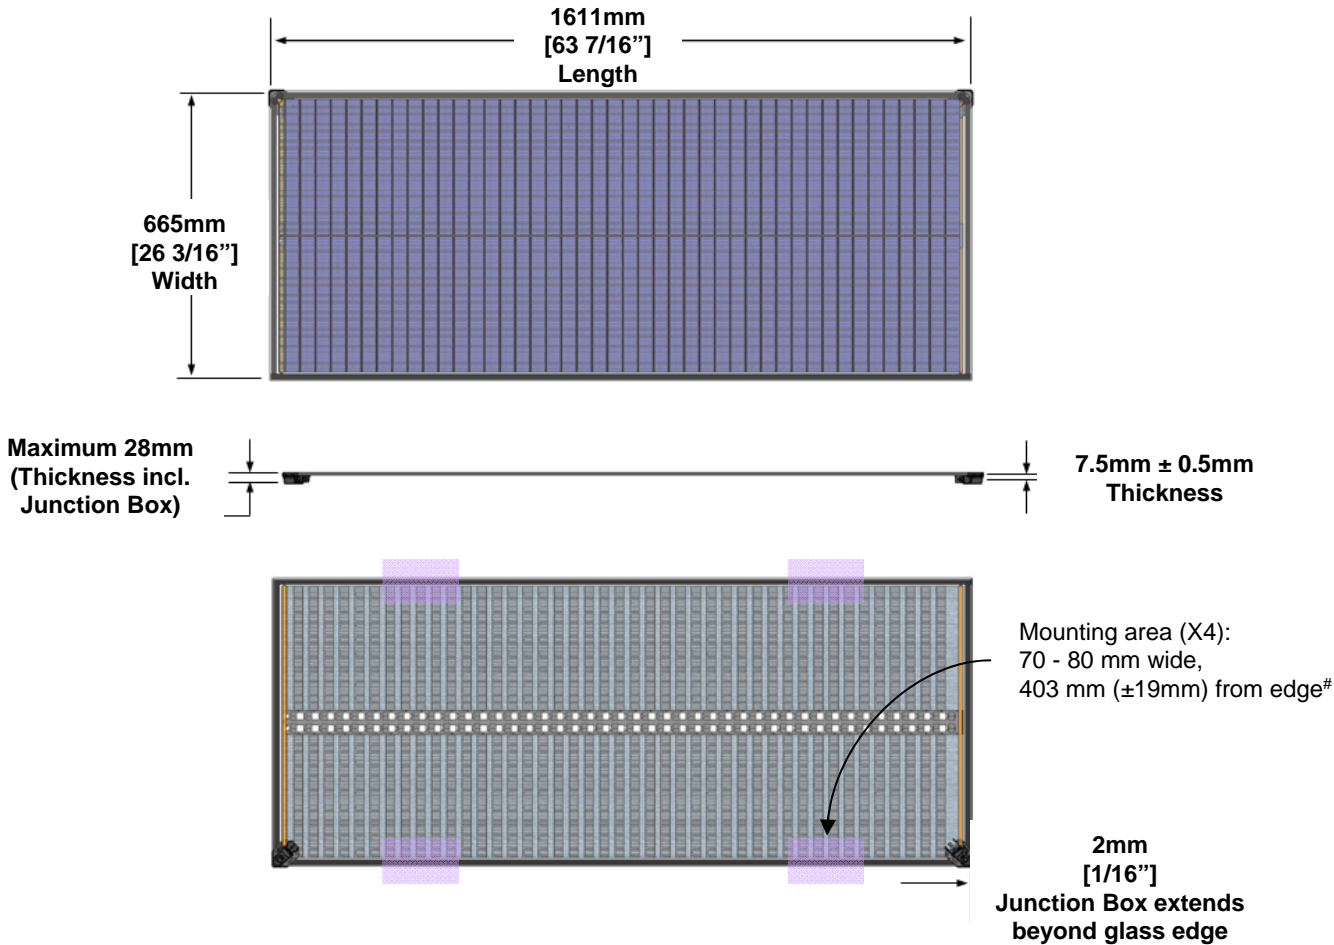 1611mm
[63 7/16”]
Length
665mm
[26 3/16”]
Width
Maximum 28mm
(Thickness incl.
Junction Box)
7.5mm ± 0.5mm
Thickness
Mounting area (X4):
70 - 80 mm wide,
403 mm (±19mm) from edge#
2mm
[1/16”]
Junction Box extends
beyond glass edge